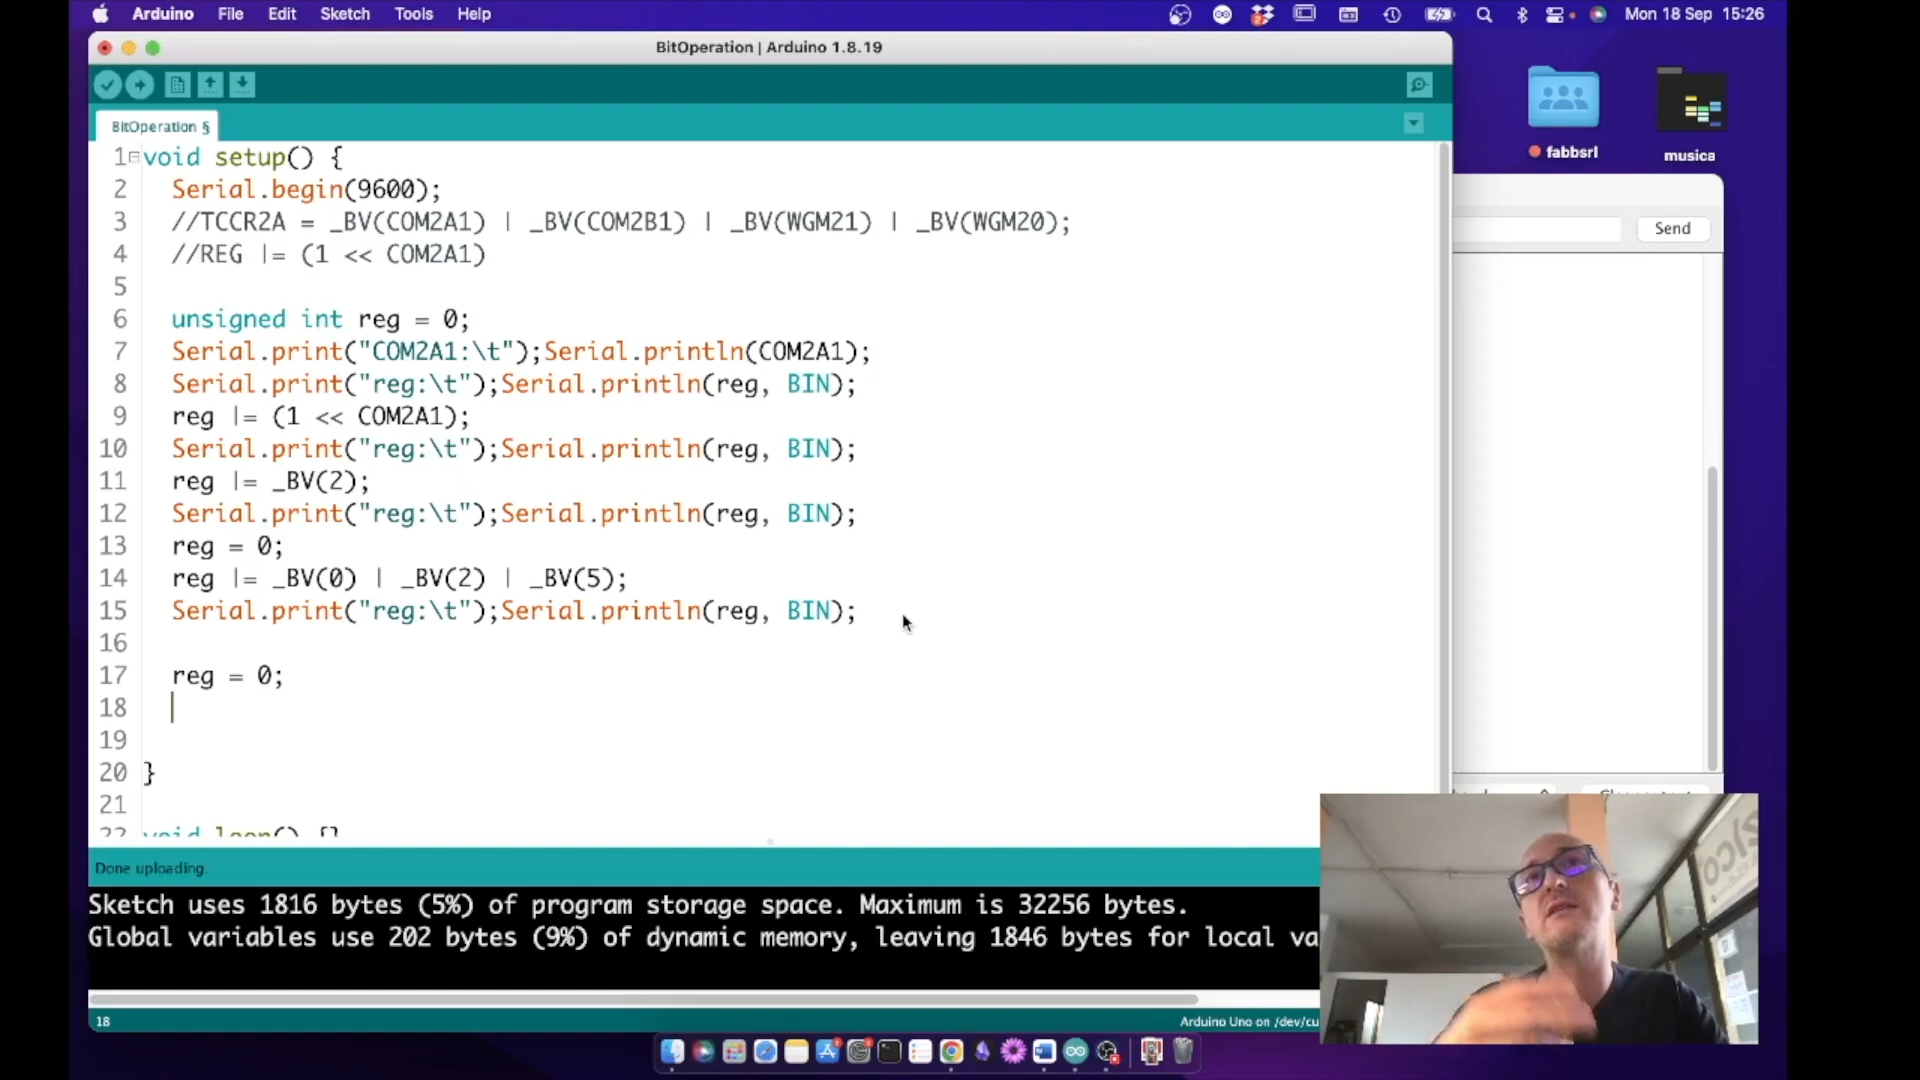 Arduino File Edit Sketch Tools Help Mon 18 Sep 15:26
BitOperation | Arduino 1.8.19
BitOperation §
fabbsrl
musica
Send
1 void setup() {
2 Serial.begin(9600);
3 //TCCR2A = _BV(COM2A1) | _BV(COM2B1) | _BV(WGM21) | _BV(WGM20);
4 //REG |= (1 << COM2A1)
5
6 unsigned int reg = 0;
7 Serial.print("COM2A1:\t");Serial.println(COM2A1);
8 Serial.print("reg:\t");Serial.println(reg, BIN);
9 reg |= (1 << COM2A1);
10 Serial.print("reg:\t");Serial.println(reg, BIN);
11 reg |= _BV(2);
12 Serial.print("reg:\t");Serial.println(reg, BIN);
13 reg = 0;
14 reg |= _BV(0) | _BV(2) | _BV(5);
15 Serial.print("reg:\t");Serial.println(reg, BIN);
16
17 reg = 0;
18
19
20 }
21
22 void loop() {}
Done uploading.
Sketch uses 1816 bytes (5%) of program storage space. Maximum is 32256 bytes.
Global variables use 202 bytes (9%) of dynamic memory, leaving 1846 bytes for local va
18
Arduino Uno on /dev/cu